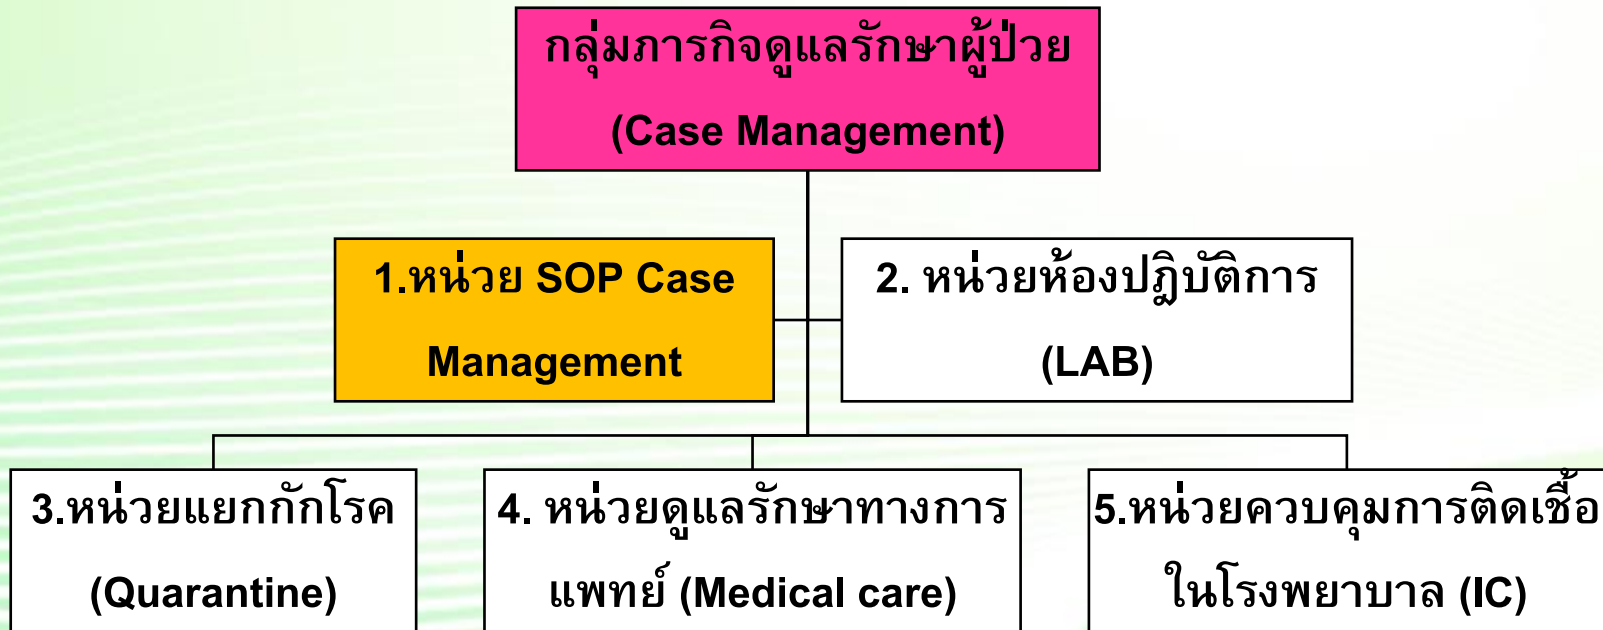 กลุ่มภารกิจดูแลรักษาผู้ป่วย
(Case Management)
1.หน่วย SOP Case
Management
2. หน่วยห้องปฎิบัติการ
(LAB)
3.หน่วยแยกกักโรค
(Quarantine)
4. หน่วยดูแลรักษาทางการ
แพทย์ (Medical care)
5.หน่วยควบคุมการติดเชื้อ
ในโรงพยาบาล (IC)